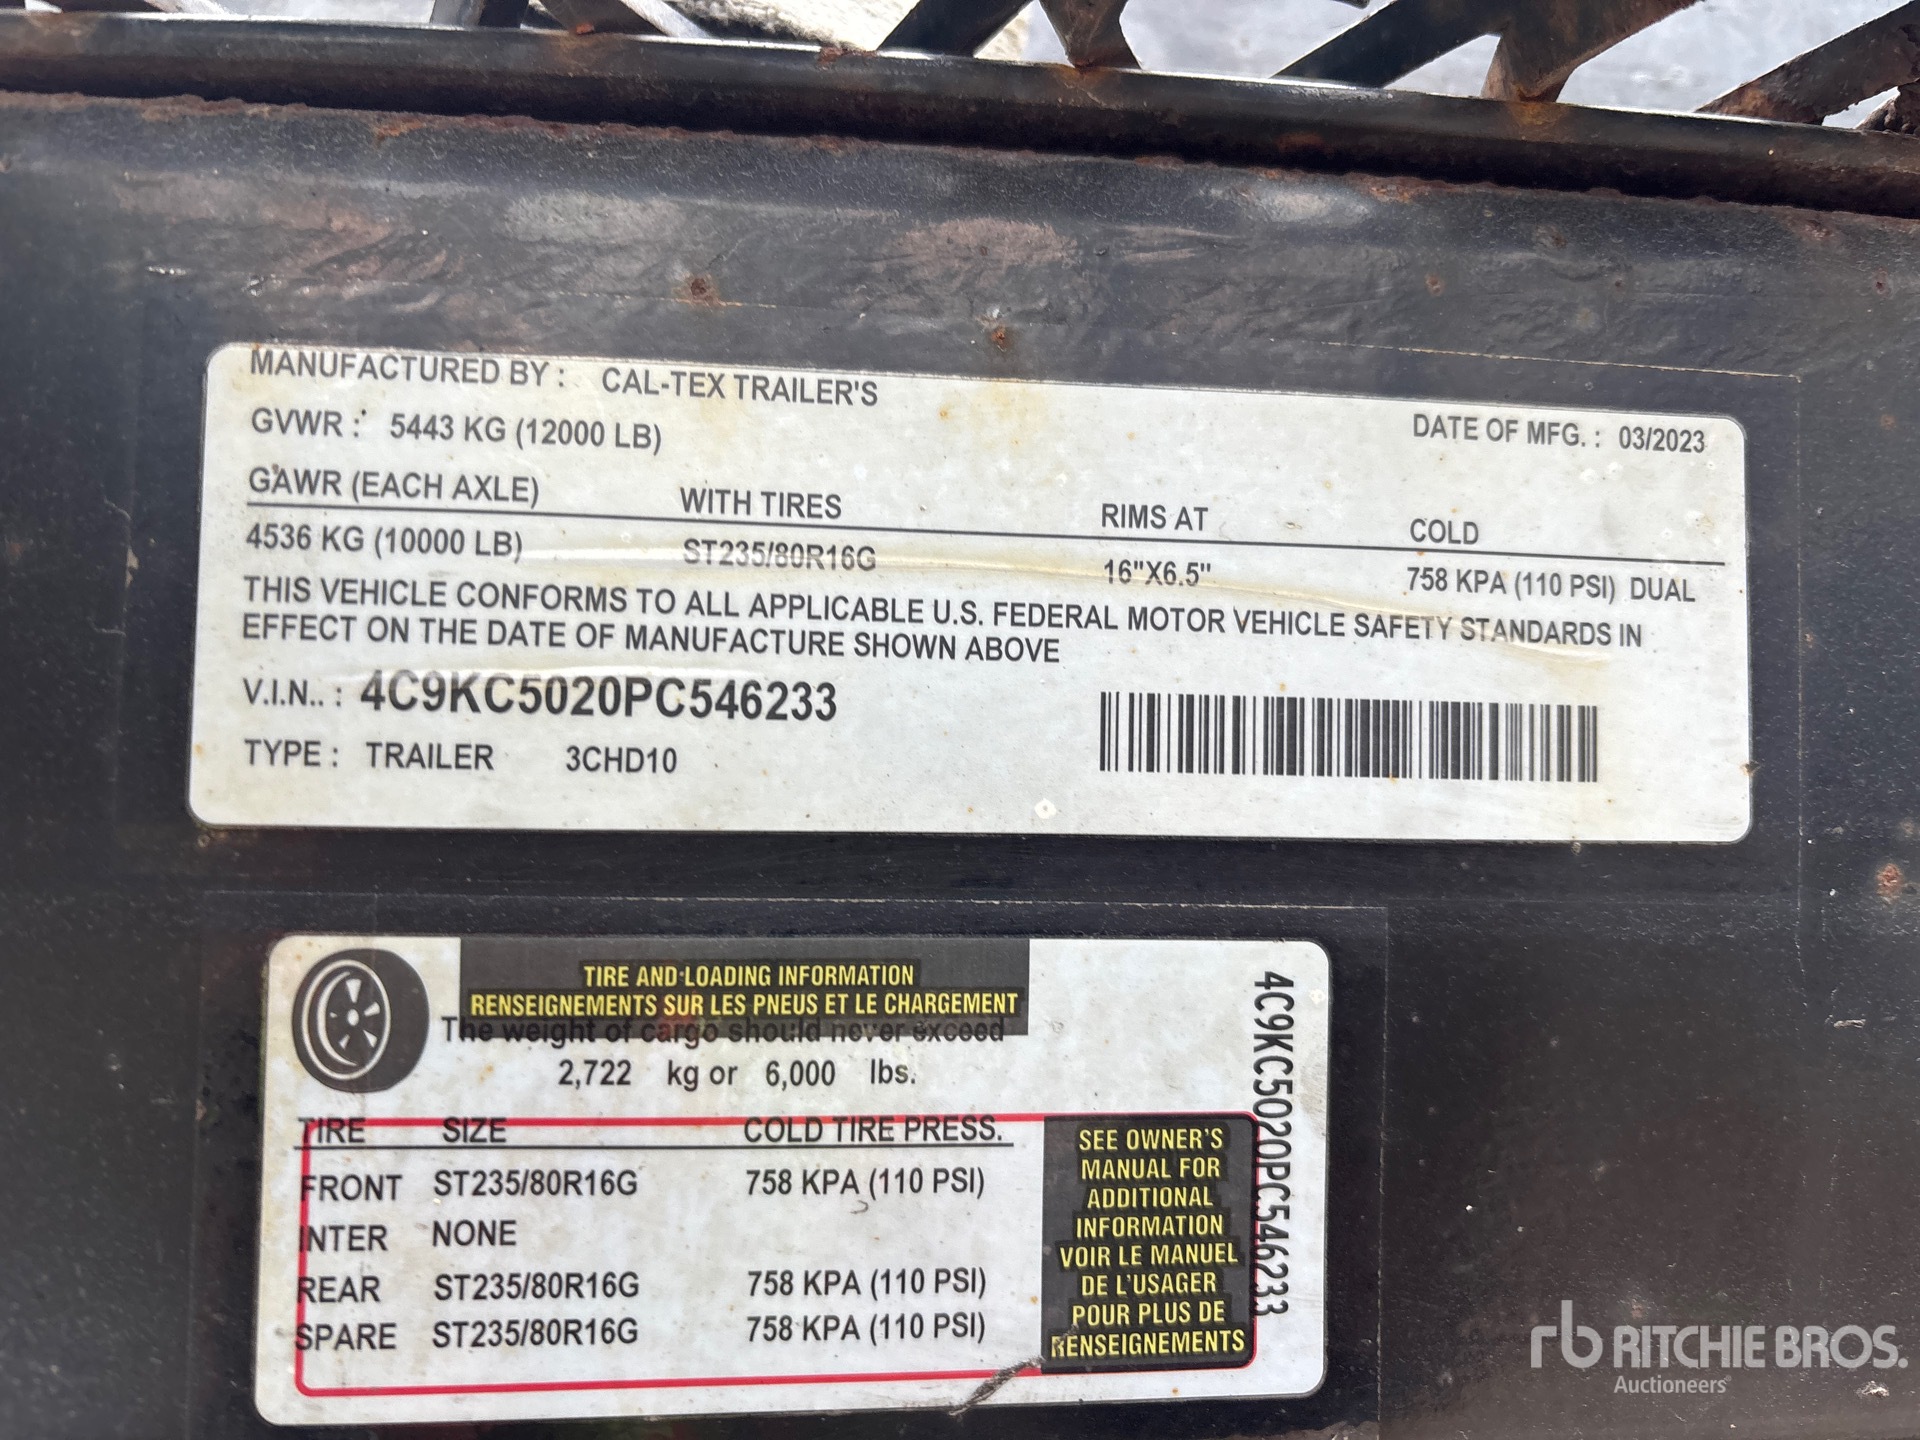 MANUFACTURED BY : CAL-TEX TRAILER'S
GVWR : 5443 KG (12000 LB) DATE OF MFG. : 03/2023
GAWR (EACH AXLE) WITH TIRES RIMS AT COLD
4536 KG (10000 LB) ST235/80R16G 16"X6.5" 758 KPA (110 PSI) DUAL
THIS VEHICLE CONFORMS TO ALL APPLICABLE U.S. FEDERAL MOTOR VEHICLE SAFETY STANDARDS IN
EFFECT ON THE DATE OF MANUFACTURE SHOWN ABOVE
V.I.N.. : 4C9KC5020PC546233
TYPE : TRAILER 3CHD10
TIRE AND LOADING INFORMATION
RENSEIGNEMENTS SUR LES PNEUS ET LE CHARGEMENT
The weight of cargo should never exceed
2,722 kg or 6,000 lbs.
TIRE SIZE COLD TIRE PRESS.
FRONT ST235/80R16G 758 KPA (110 PSI)
INTER NONE
REAR ST235/80R16G 758 KPA (110 PSI)
SPARE ST235/80R16G 758 KPA (110 PSI)
SEE OWNER'S
MANUAL FOR
ADDITIONAL
INFORMATION
VOIR LE MANUEL
DE L'USAGER
POUR PLUS DE
RENSEIGNEMENTS
4C9KC5020PC546233
rb RITCHIE BROS.
Auctioneers